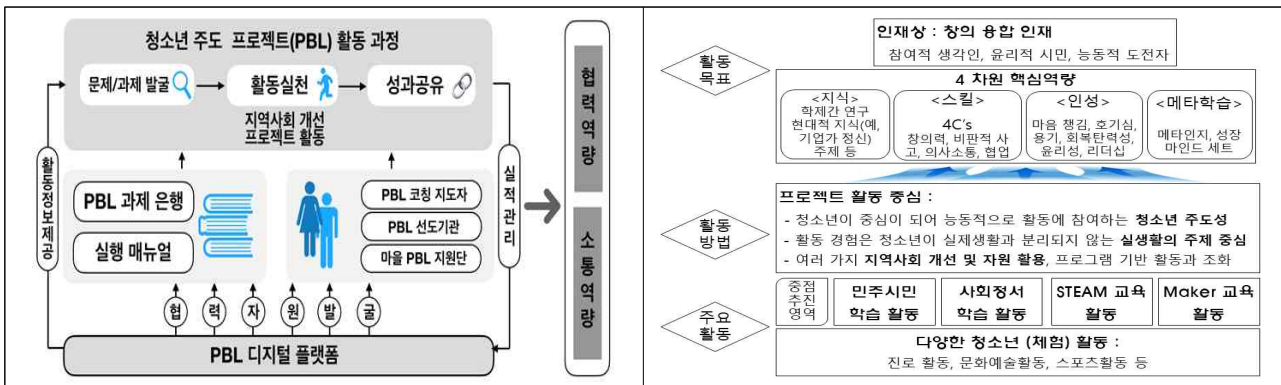 청소년 주도 프로젝트(PBL) 활동 과정
문제/과제 발굴
활동실천
성과공유
지역사회 개선
프로젝트 활동
활동정보제공
PBL 과제 은행
실행 매뉴얼
PBL 코칭 지도자
PBL 선도기관
마을 PBL 지원단
실적관리
협 력 자 원 발 굴
PBL 디지털 플랫폼
협력역량
소통역량
활동
목표
인재상 : 창의 융합 인재
참여적 생각인, 윤리적 시민, 능동적 도전자
4 차원 핵심역량
<지식>
학제간 연구
현대적 지식(예,
기업가 정신)
주제 등
<스킬>
4C's
창의력, 비판적 사
고, 의사소통, 협업
<인성>
마음 챙김, 호기심,
용기, 회복탄력성,
윤리성, 리더십
<메타학습>
메타인지, 성장
마인드 세트
활동
방법
프로젝트 활동 중심 :
- 청소년이 중심이 되어 능동적으로 활동에 참여하는 청소년 주도성
- 활동 경험은 청소년이 실제생활과 분리되지 않는 실생활의 주제 중심
- 여러 가지 지역사회 개선 및 자원 활용, 프로그램 기반 활동과 조화
주요
활동
중점
추진
영역
민주시민
학습 활동
사회정서
학습 활동
STEAM 교육
활동
Maker 교육
활동
다양한 청소년 (체험) 활동 :
진로 활동, 문화예술활동, 스포츠활동 등